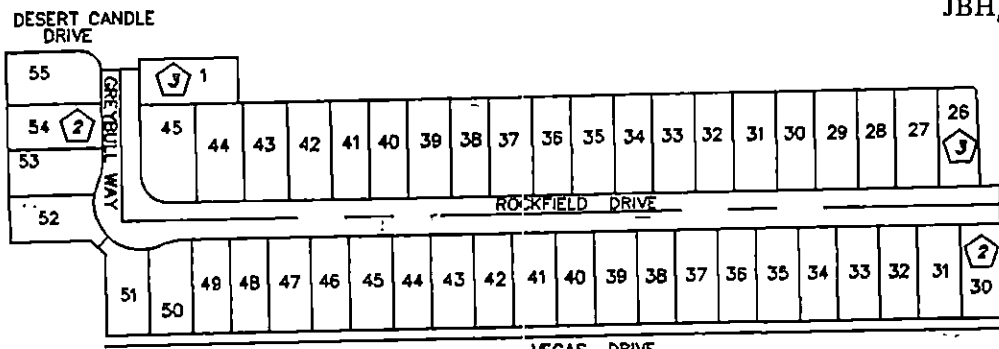 JBH,
DESERT CANDLE
DRIVE
55
3 1
54 2
GREYBULL WAY
45 44 43 42 41 40 39 38 37 36 35 34 33 32 31 30 29 28 27 26
3
53
52
ROCKFIELD DRIVE
51 50 49 48 47 46 45 44 43 42 41 40 39 38 37 36 35 34 33 32 31 30
2
VEGAS DRIVE